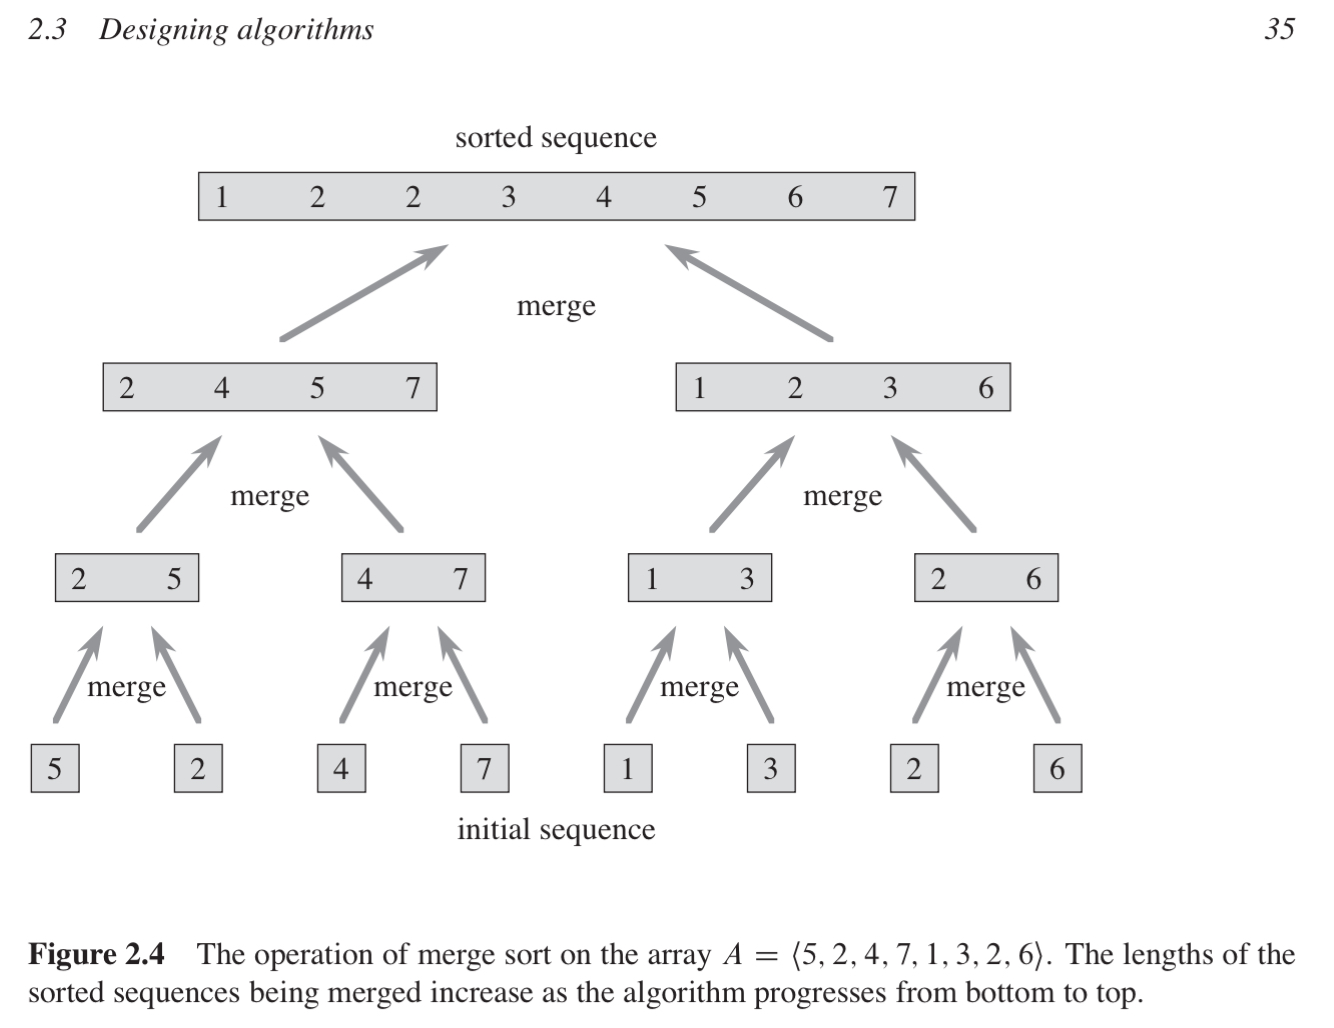 2.3 Designing algorithms 35
sorted sequence
1 2 2 3 4 5 6 7
merge
2 4 5 7 1 2 3 6
merge merge
2 5 4 7 1 3 2 6
merge merge merge merge
5 2 4 7 1 3 2 6
initial sequence
Figure 2.4 The operation of merge sort on the array A = ⟨5, 2, 4, 7, 1, 3, 2, 6⟩. The lengths of the
sorted sequences being merged increase as the algorithm progresses from bottom to top.